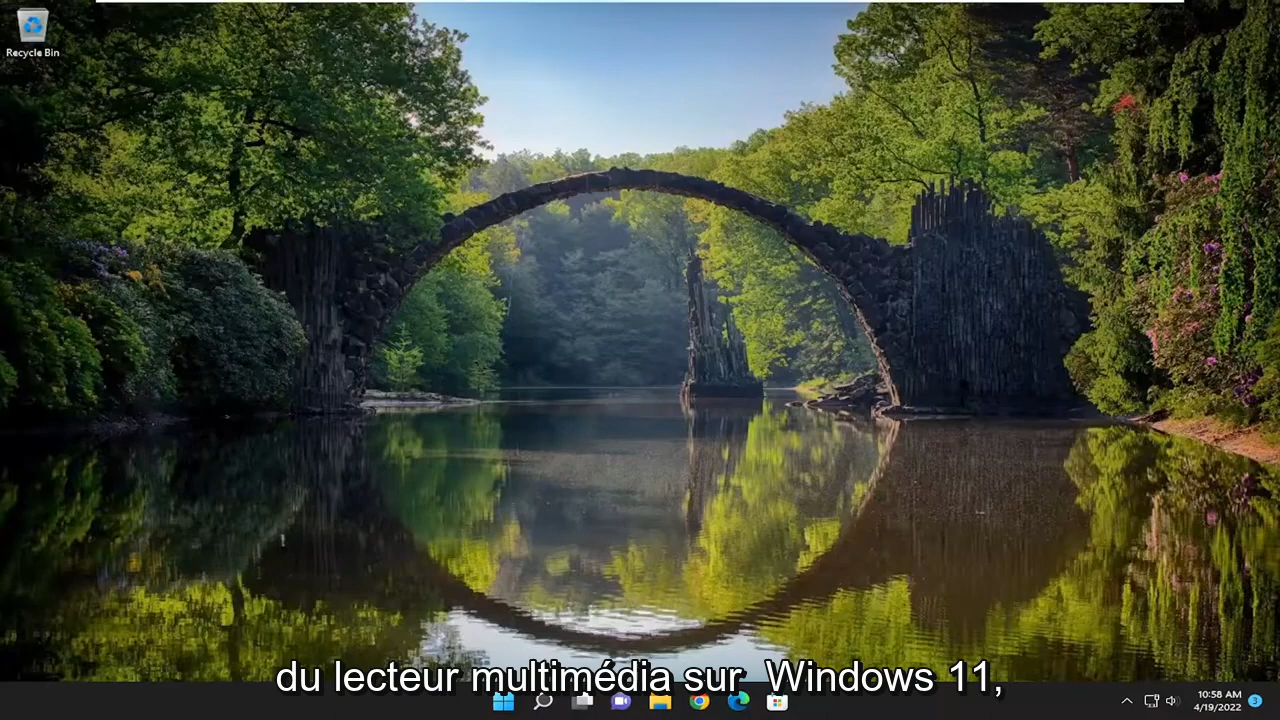 Recycle Bin
du lecteur multimédia sur Windows 11,
10:58 AM
4/19/2022
3